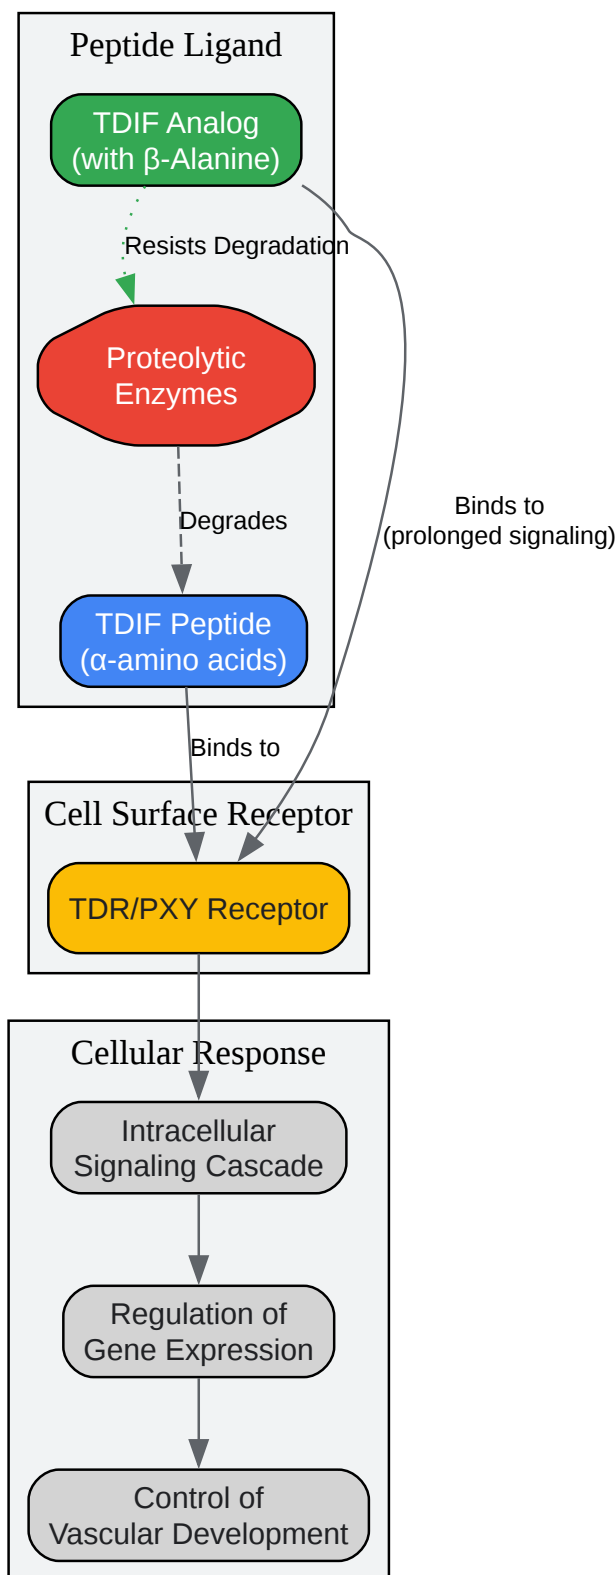 Peptide Ligand
TDIF Analog
(with β-Alanine)
Resists Degradation
Proteolytic
Enzymes
Binds to
(prolonged signaling)
Degrades
TDIF Peptide
(α-amino acids)
Binds to
Cell Surface Receptor
TDR/PXY Receptor
Cellular Response
Intracellular
Signaling Cascade
Regulation of
Gene Expression
Control of
Vascular Development